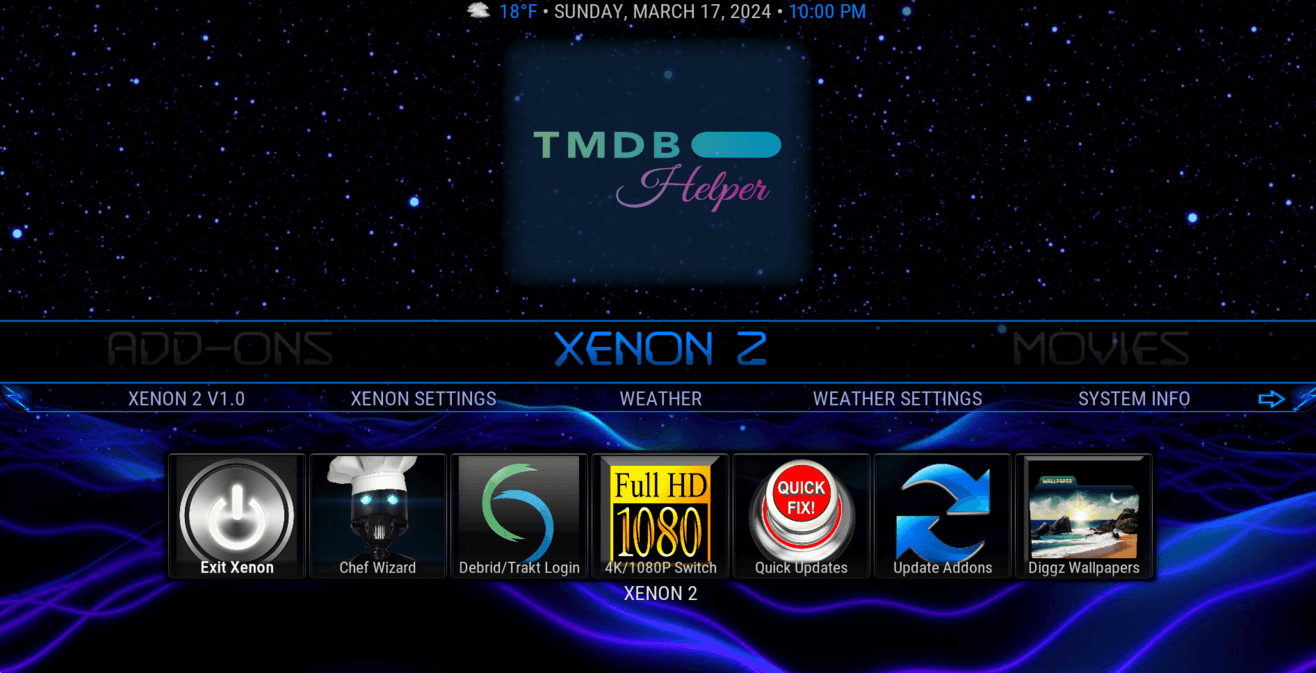 18°F • SUNDAY, MARCH 17, 2024 • 10:00 PM
TMDB
Helper
ADD-ONS XENON 2 MOVIES
XENON 2 V1.0 XENON SETTINGS WEATHER WEATHER SETTINGS SYSTEM INFO
Full HD
1080
QUICK
FIX!
WALLPAPER
Exit Xenon Chef Wizard Debrid/Trakt Login 4K/1080P Switch Quick Updates Update Addons Diggz Wallpapers
XENON 2